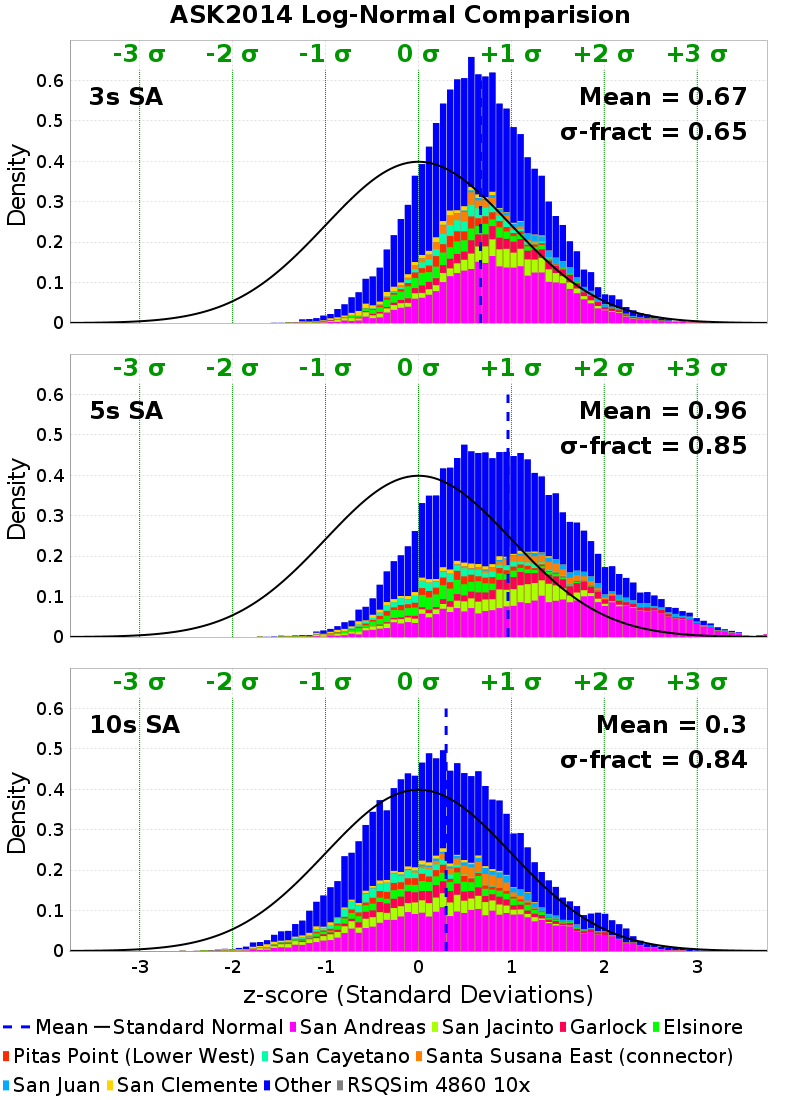 ASK2014 Log-Normal Comparision
-3 σ -2 σ -1 σ 0 σ +1 σ +2 σ +3 σ
3s SA
Mean = 0.67
σ-fract = 0.65
Density
0.6
0.5
0.4
0.3
0.2
0.1
0
-3 σ -2 σ -1 σ 0 σ +1 σ +2 σ +3 σ
5s SA
Mean = 0.96
σ-fract = 0.85
Density
0.6
0.5
0.4
0.3
0.2
0.1
0
-3 σ -2 σ -1 σ 0 σ +1 σ +2 σ +3 σ
10s SA
Mean = 0.3
σ-fract = 0.84
Density
0.6
0.5
0.4
0.3
0.2
0.1
0
-3 -2 -1 0 1 2 3
z-score (Standard Deviations)
Mean Standard Normal San Andreas San Jacinto Garlock Elsinore
Pitas Point (Lower West) San Cayetano Santa Susana East (connector)
San Juan San Clemente Other RSQSim 4860 10x